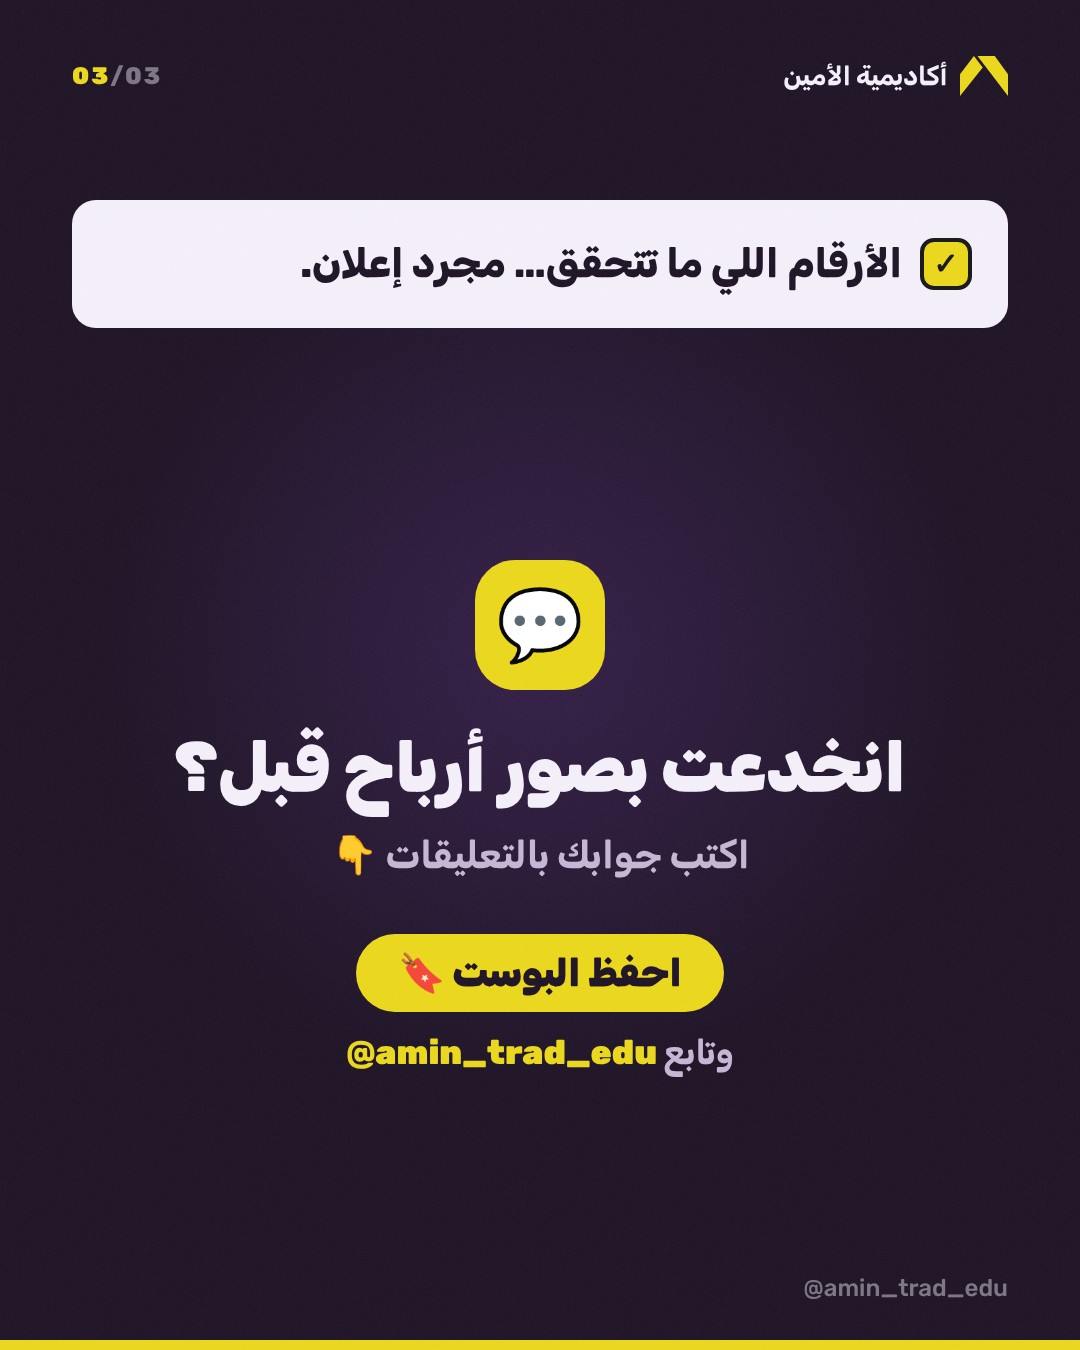 أكاديمية الأمين
03/03
الأرقام اللي ما تتحقق... مجرد إعلان.
انخدعت بصور أرباح قبل؟
اكتب جوابك بالتعليقات 👇
احفظ البوست 🔖
وتابع @amin_trad_edu
@amin_trad_edu